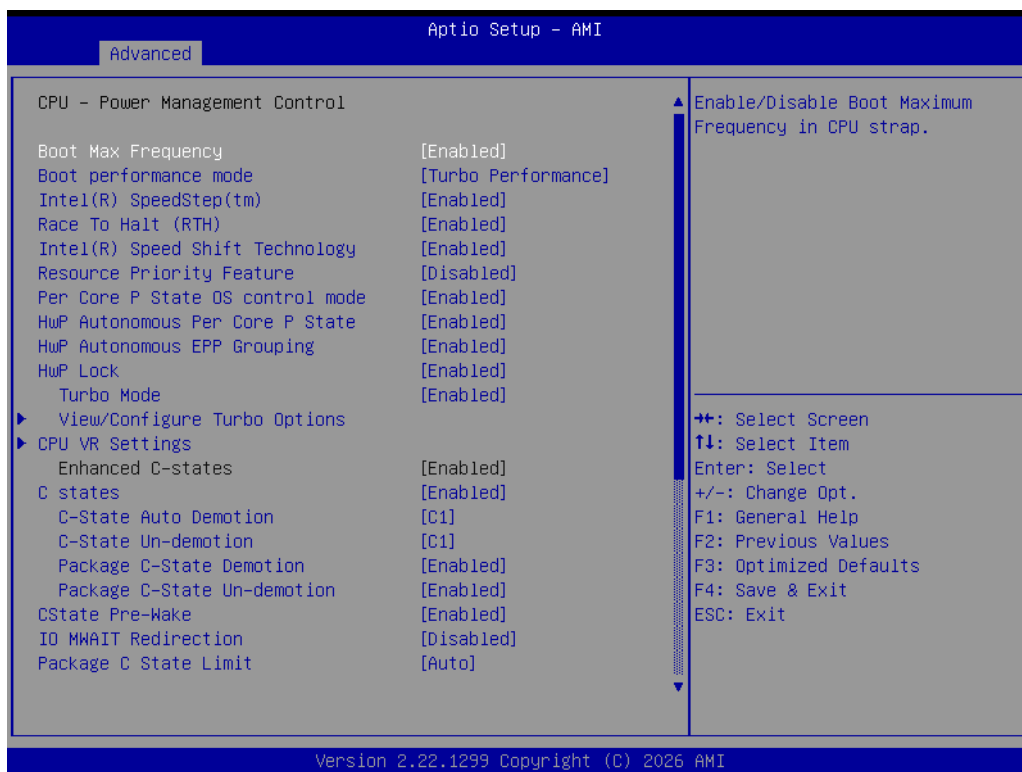 Aptio Setup – AMI
Advanced
CPU – Power Management Control
Boot Max Frequency [Enabled]
Boot performance mode [Turbo Performance]
Intel(R) SpeedStep(tm) [Enabled]
Race To Halt (RTH) [Enabled]
Intel(R) Speed Shift Technology [Enabled]
Resource Priority Feature [Disabled]
Per Core P State OS control mode [Enabled]
HwP Autonomous Per Core P State [Enabled]
HwP Autonomous EPP Grouping [Enabled]
HwP Lock [Enabled]
Turbo Mode [Enabled]
View/Configure Turbo Options
CPU VR Settings
Enhanced C-states [Enabled]
C states [Enabled]
C-State Auto Demotion [C1]
C-State Un-demotion [C1]
Package C-State Demotion [Enabled]
Package C-State Un-demotion [Enabled]
CState Pre-Wake [Enabled]
IO MWAIT Redirection [Disabled]
Package C State Limit [Auto]
Enable/Disable Boot Maximum
Frequency in CPU strap.
→←: Select Screen
↑↓: Select Item
Enter: Select
+/-: Change Opt.
F1: General Help
F2: Previous Values
F3: Optimized Defaults
F4: Save & Exit
ESC: Exit
Version 2.22.1299 Copyright (C) 2026 AMI